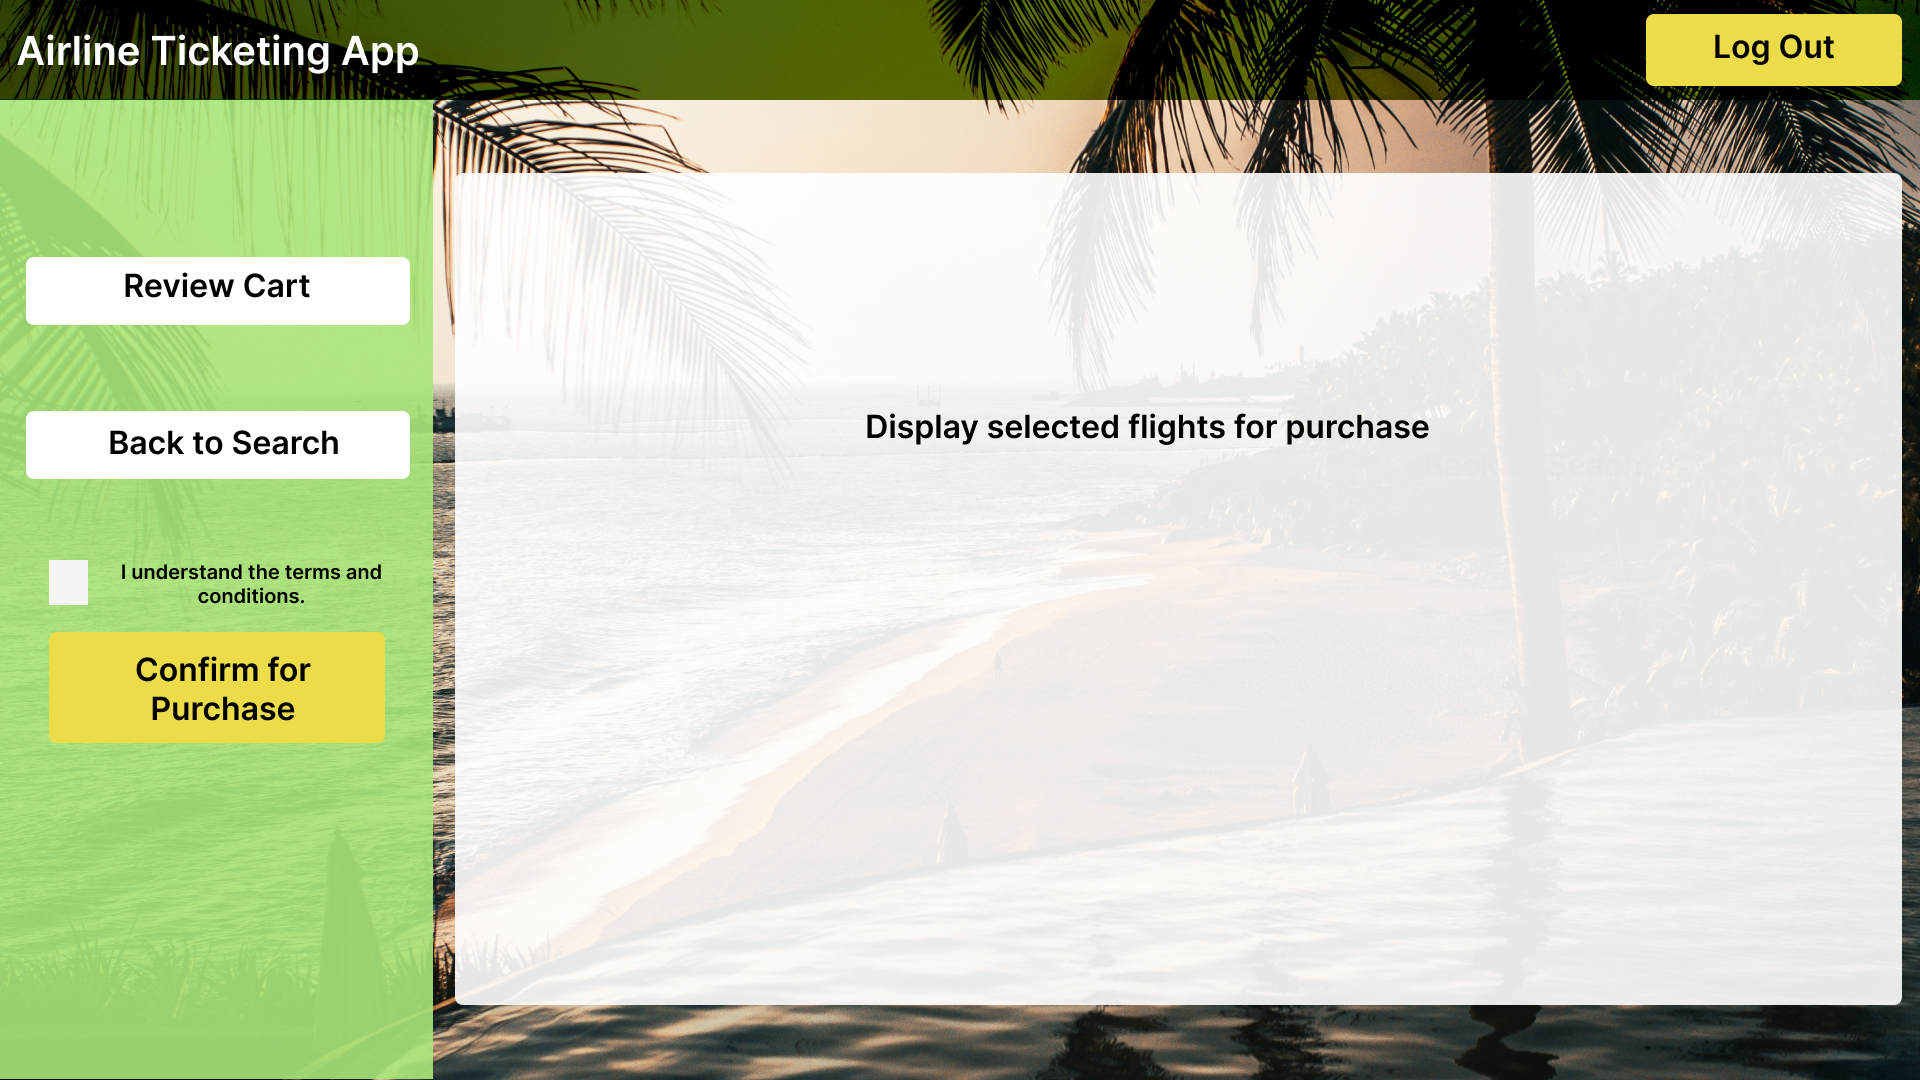 Airline Ticketing App
Log Out
Review Cart
Back to Search
Display selected flights for purchase
I understand the terms and
conditions.
Confirm for
Purchase